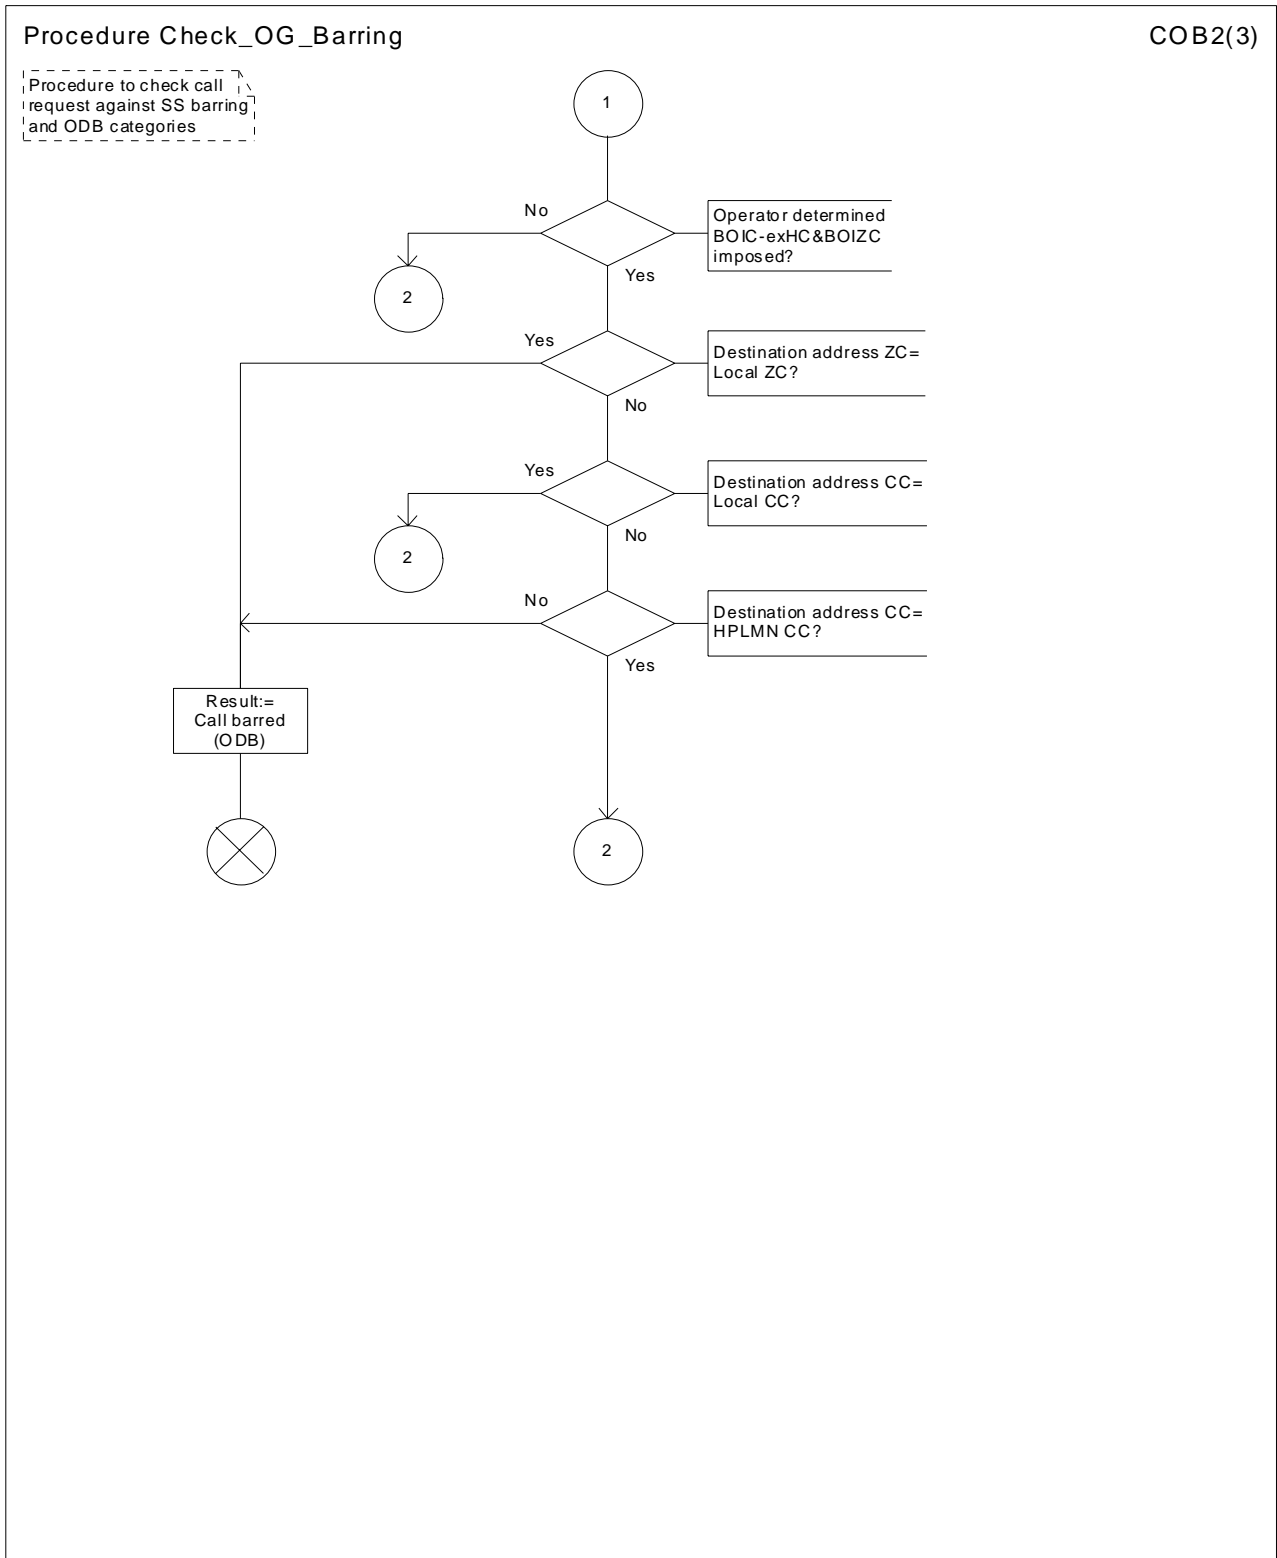 Procedure Check_OG_Barring
COB2(3)
Procedure to check call
request against SS barring
and ODB categories
1
No
Operator determined
BOIC-exHC&BOIZC
imposed?
Yes
2
Yes
Destination address ZC=
Local ZC?
No
Yes
Destination address CC=
Local CC?
No
2
No
Destination address CC=
HPLMN CC?
Yes
Result:=
Call barred
(ODB)
2